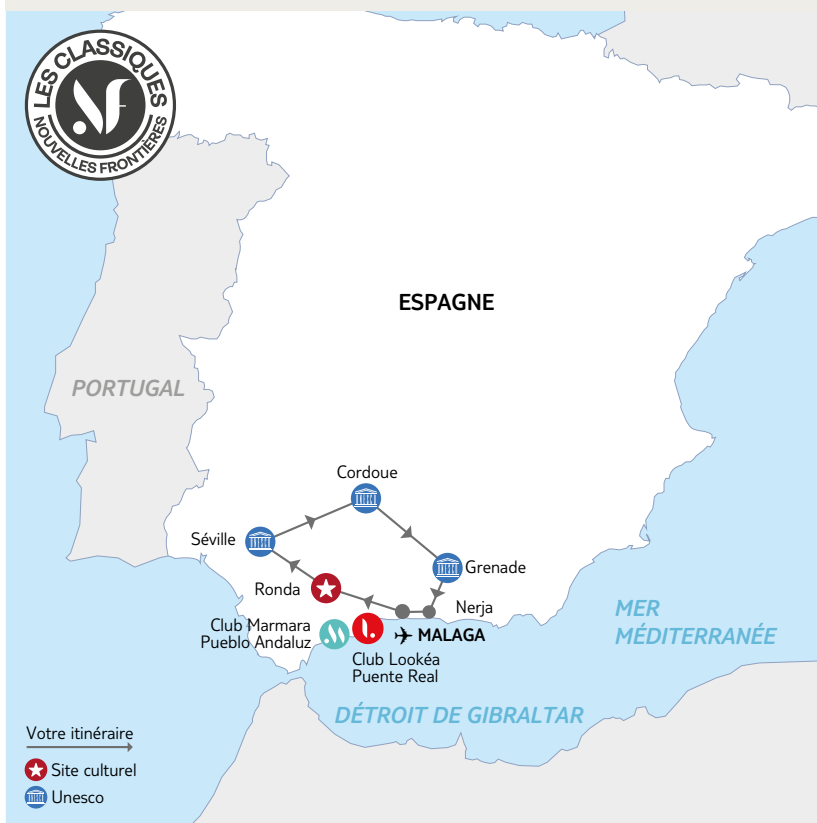 LES CLASSIQUES
NF
NOUVELLES FRONTIÈRES
ESPAGNE
PORTUGAL
Cordoue
Séville
Grenade
Ronda
Nerja
MER
MÉDITERRANÉE
Club Marmara
Pueblo Andaluz
MALAGA
Club Lookéa
Puente Real
DÉTROIT DE GIBRALTAR
Votre itinéraire
Site culturel
Unesco